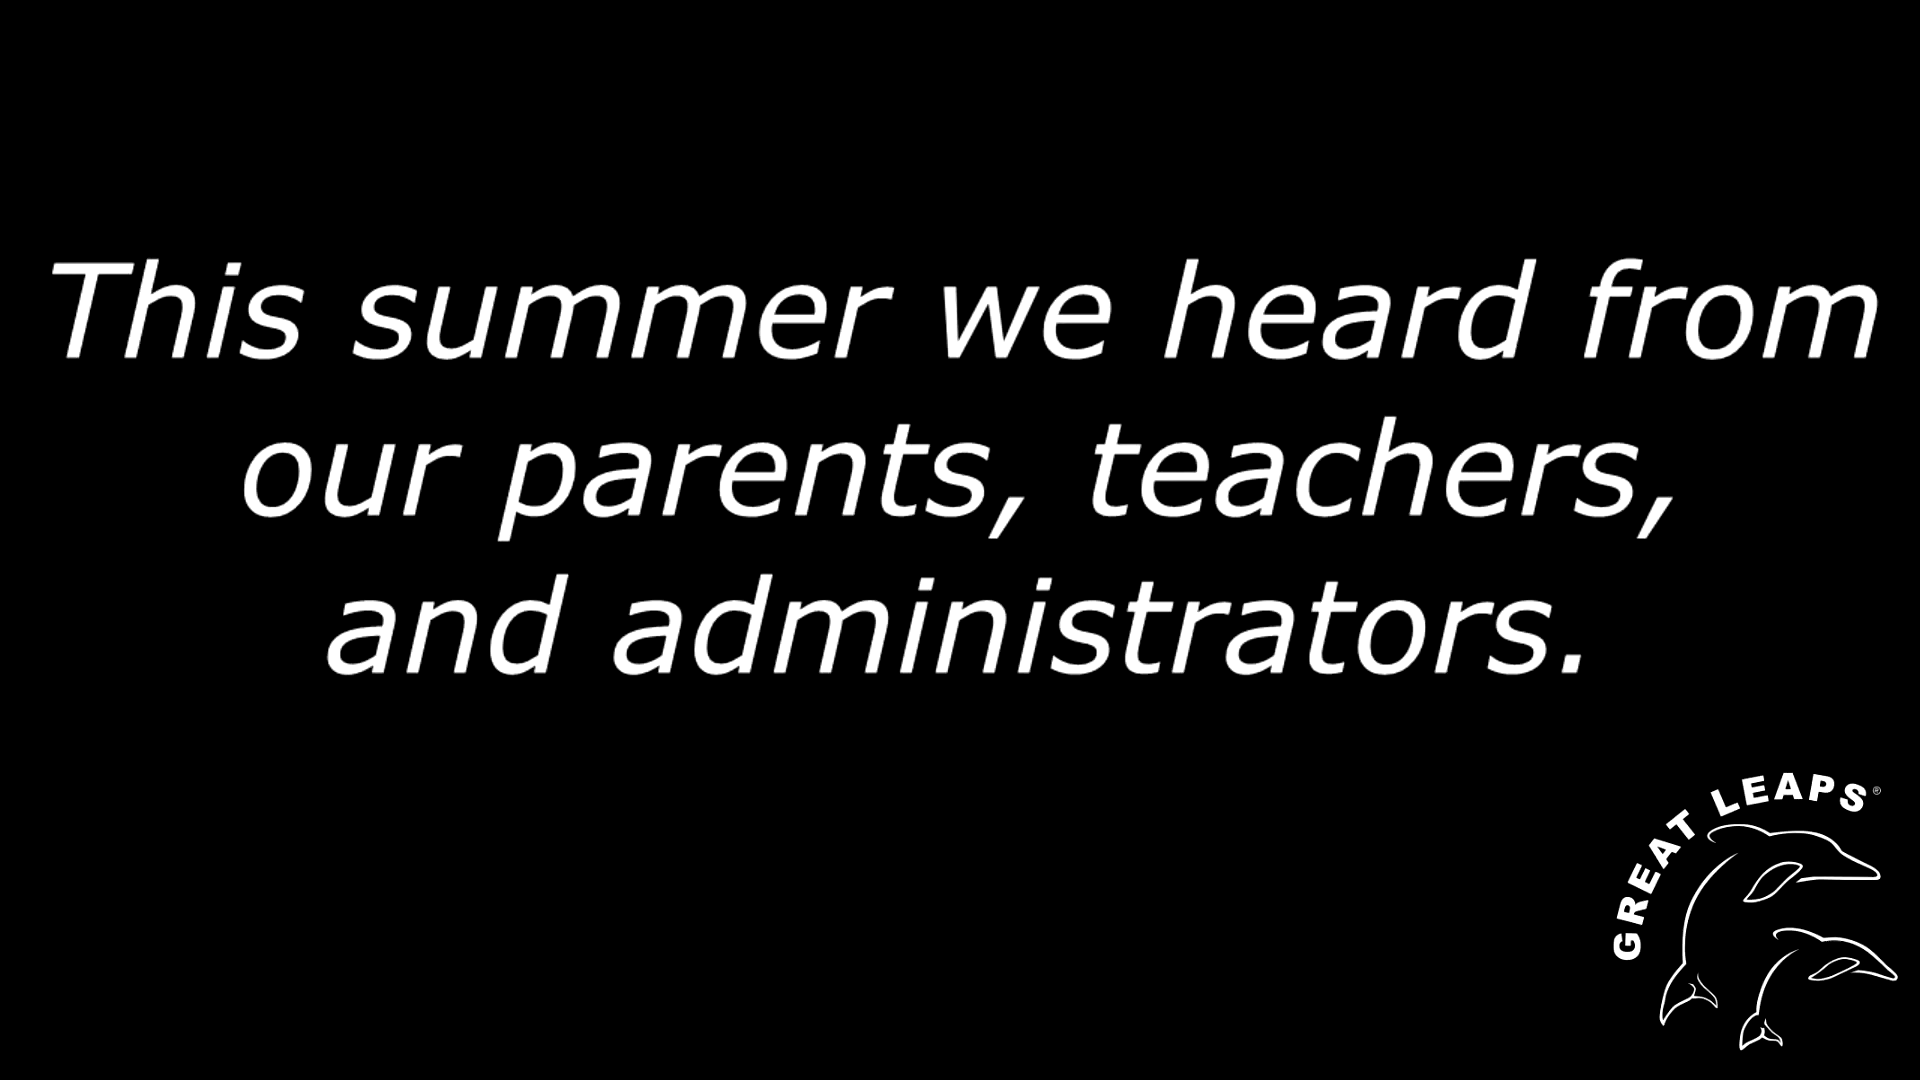 This summer we heard from
our parents, teachers,
and administrators.
GREAT LEAPS®